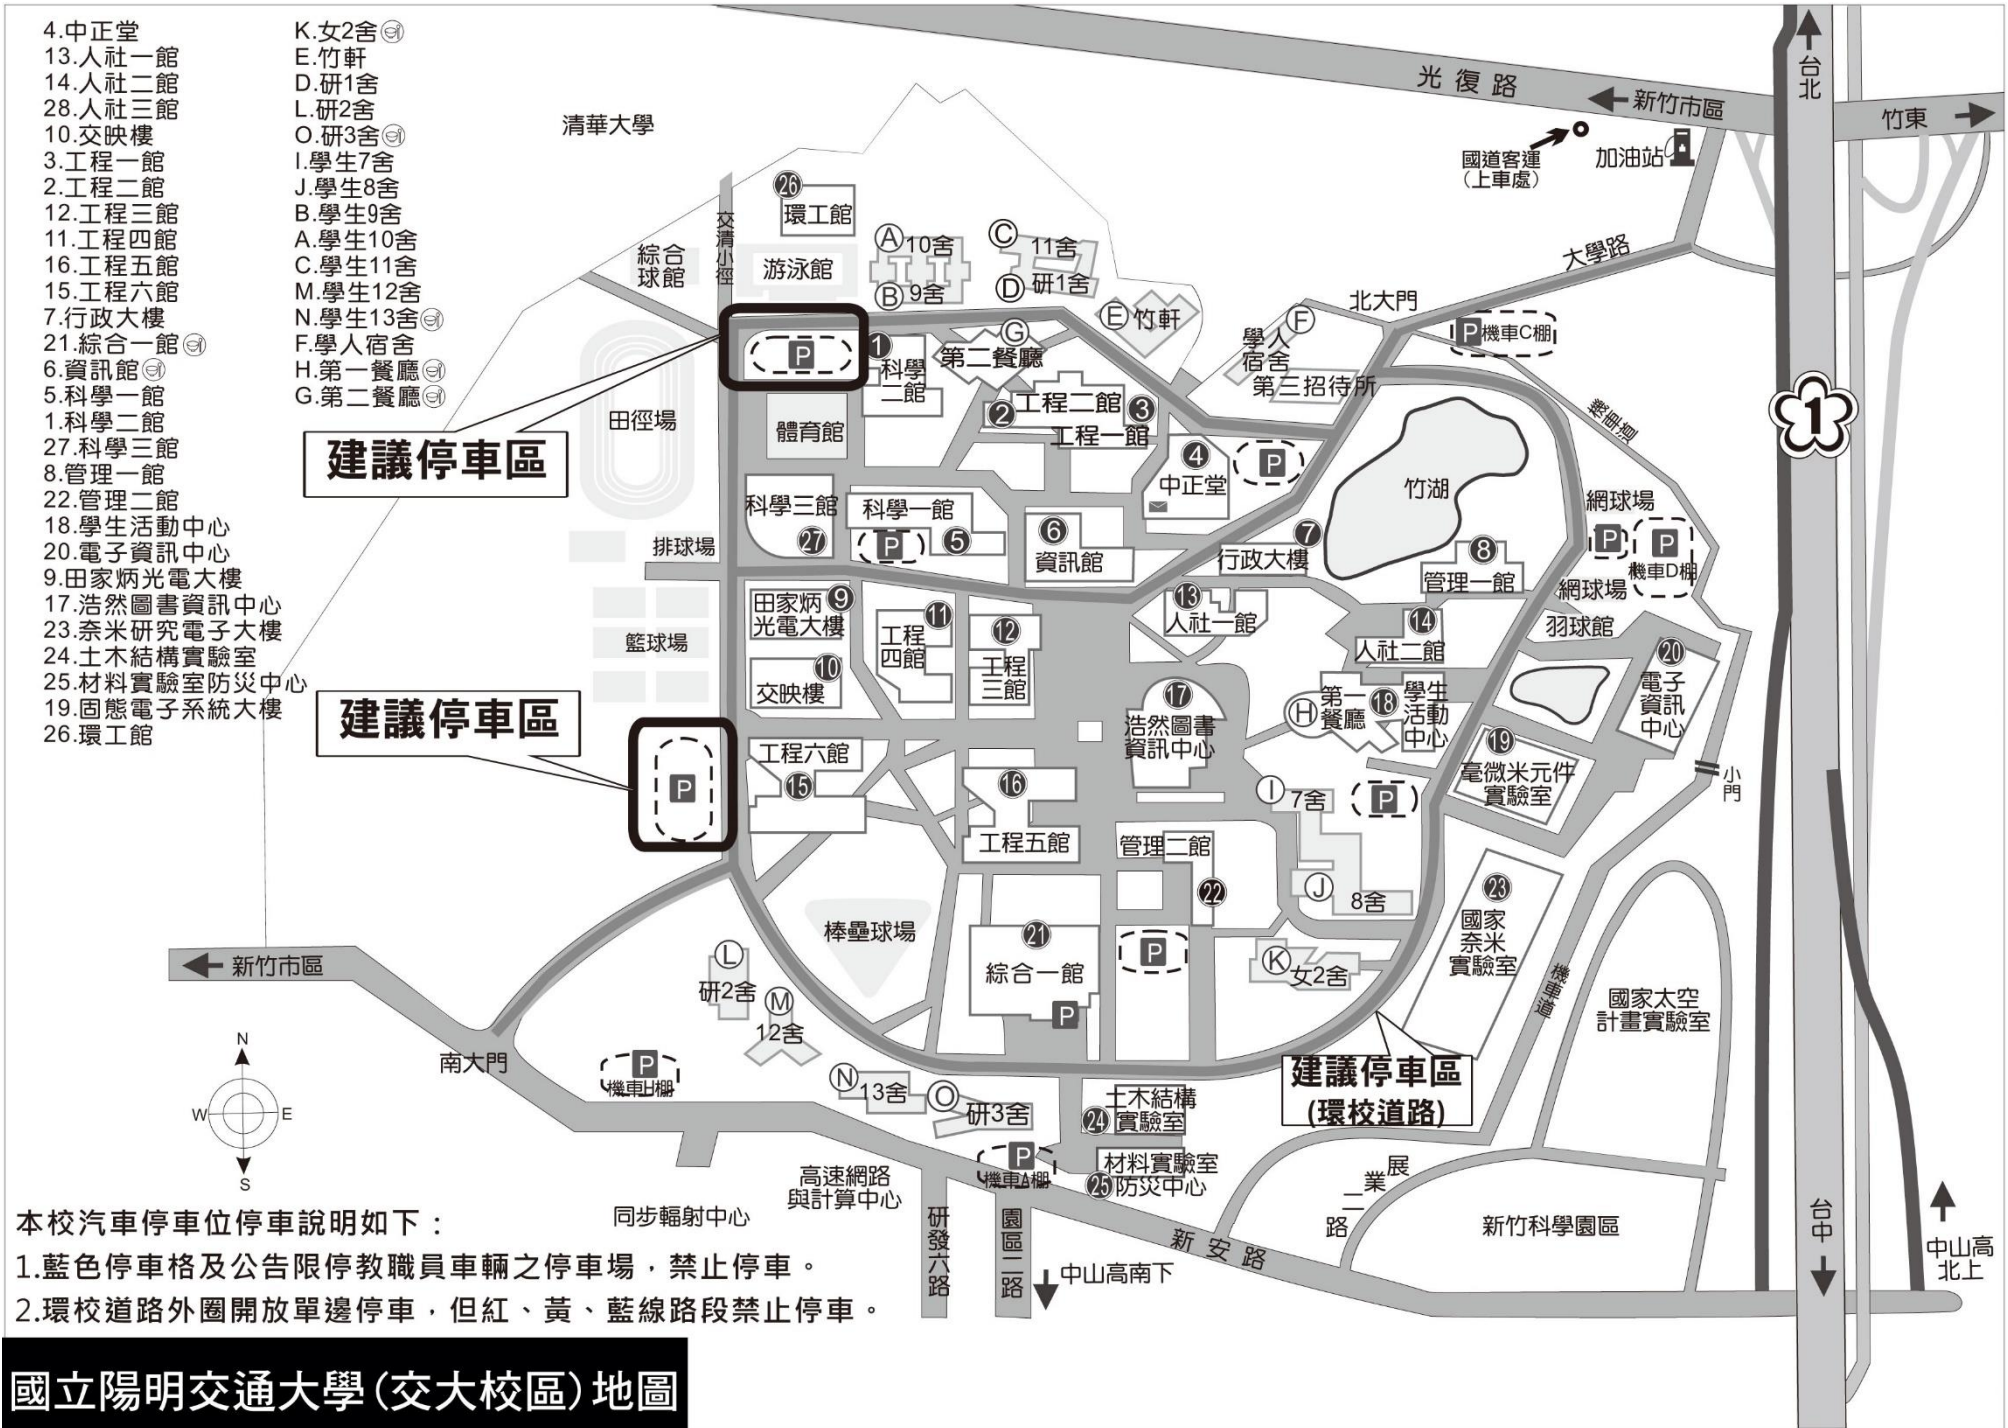 4.中正堂
13.人社一館
14.人社二館
28.人社三館
10.交映樓
3.工程一館
2.工程二館
12.工程三館
11.工程四館
16.工程五館
15.工程六館
7.行政大樓
21.綜合一館
6.資訊館
5.科學一館
1.科學二館
27.科學三館
8.管理一館
22.管理二館
18.學生活動中心
20.電子資訊中心
9.田家炳光電大樓
17.浩然圖書資訊中心
23.奈米研究電子大樓
24.土木結構實驗室
25.材料實驗室防災中心
19.固態電子系統大樓
26.環工館
K.女2舍
E.竹軒
D.研1舍
L.研2舍
O.研3舍
I.學生7舍
J.學生8舍
B.學生9舍
A.學生10舍
C.學生11舍
M.學生12舍
N.學生13舍
F.學人宿舍
H.第一餐廳
G.第二餐廳
清華大學
光復路
新竹市區
台北
竹東
國道客運
(上車處)
加油站
大學路
北大門
P 機車C棚
機車道
1
交清小徑
26
環工館
綜合
球館
游泳館
A 10舍
B 9舍
C 11舍
D 研1舍
E 竹軒
F
學人
宿舍
第三招待所
建議停車區
P
1
科學
二館
G
第二餐廳
2
工程二館
3
工程一館
4
中正堂
P
竹湖
田徑場
體育館
科學三館
27
科學一館
P
5
6
資訊館
7
行政大樓
8
管理一館
網球場
P
P
機車D棚
網球場
羽球館
排球場
籃球場
田家炳
光電大樓
9
10
交映樓
11
工程
四館
12
工程
三館
13
人社一館
14
人社二館
17
浩然圖書
資訊中心
H
第一
餐廳
18
學生
活動
中心
20
電子
資訊
中心
19
毫微米元件
實驗室
小門
建議停車區
P
工程六館
15
16
工程五館
I 7舍
P
管理二館
22
J 8舍
23
國家
奈米
實驗室
機車道
國家太空
計畫實驗室
棒壘球場
21
綜合一館
P
P
K 女2舍
新竹市區
L
研2舍
M
12舍
南大門
P
機車H棚
N 13舍
O 研3舍
建議停車區
(環校道路)
24
土木結構
實驗室
25
材料實驗室
防災中心
P
機車A棚
N
W
E
S
高速網路
與計算中心
同步輻射中心
研發六路
園區二路
中山高南下
新安路
展業二路
新竹科學園區
台中
中山高
北上
本校汽車停車位停車說明如下：
1.藍色停車格及公告限停教職員車輛之停車場，禁止停車。
2.環校道路外圈開放單邊停車，但紅、黃、藍線路段禁止停車。
國立陽明交通大學(交大校區)地圖